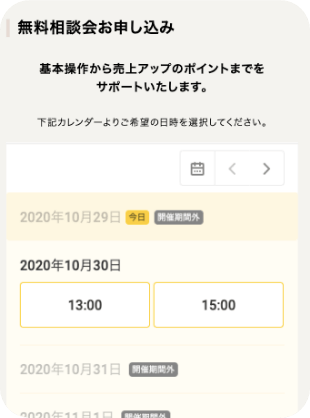 無料相談会お申し込み
基本操作から売上アップのポイントまでを
サポートいたします。
下記カレンダーよりご希望の日時を選択してください。
2020年10月29日 今日 開催期間外
2020年10月30日
13:00 15:00
2020年10月31日 開催期間外
2020年11月1日 開催期間外